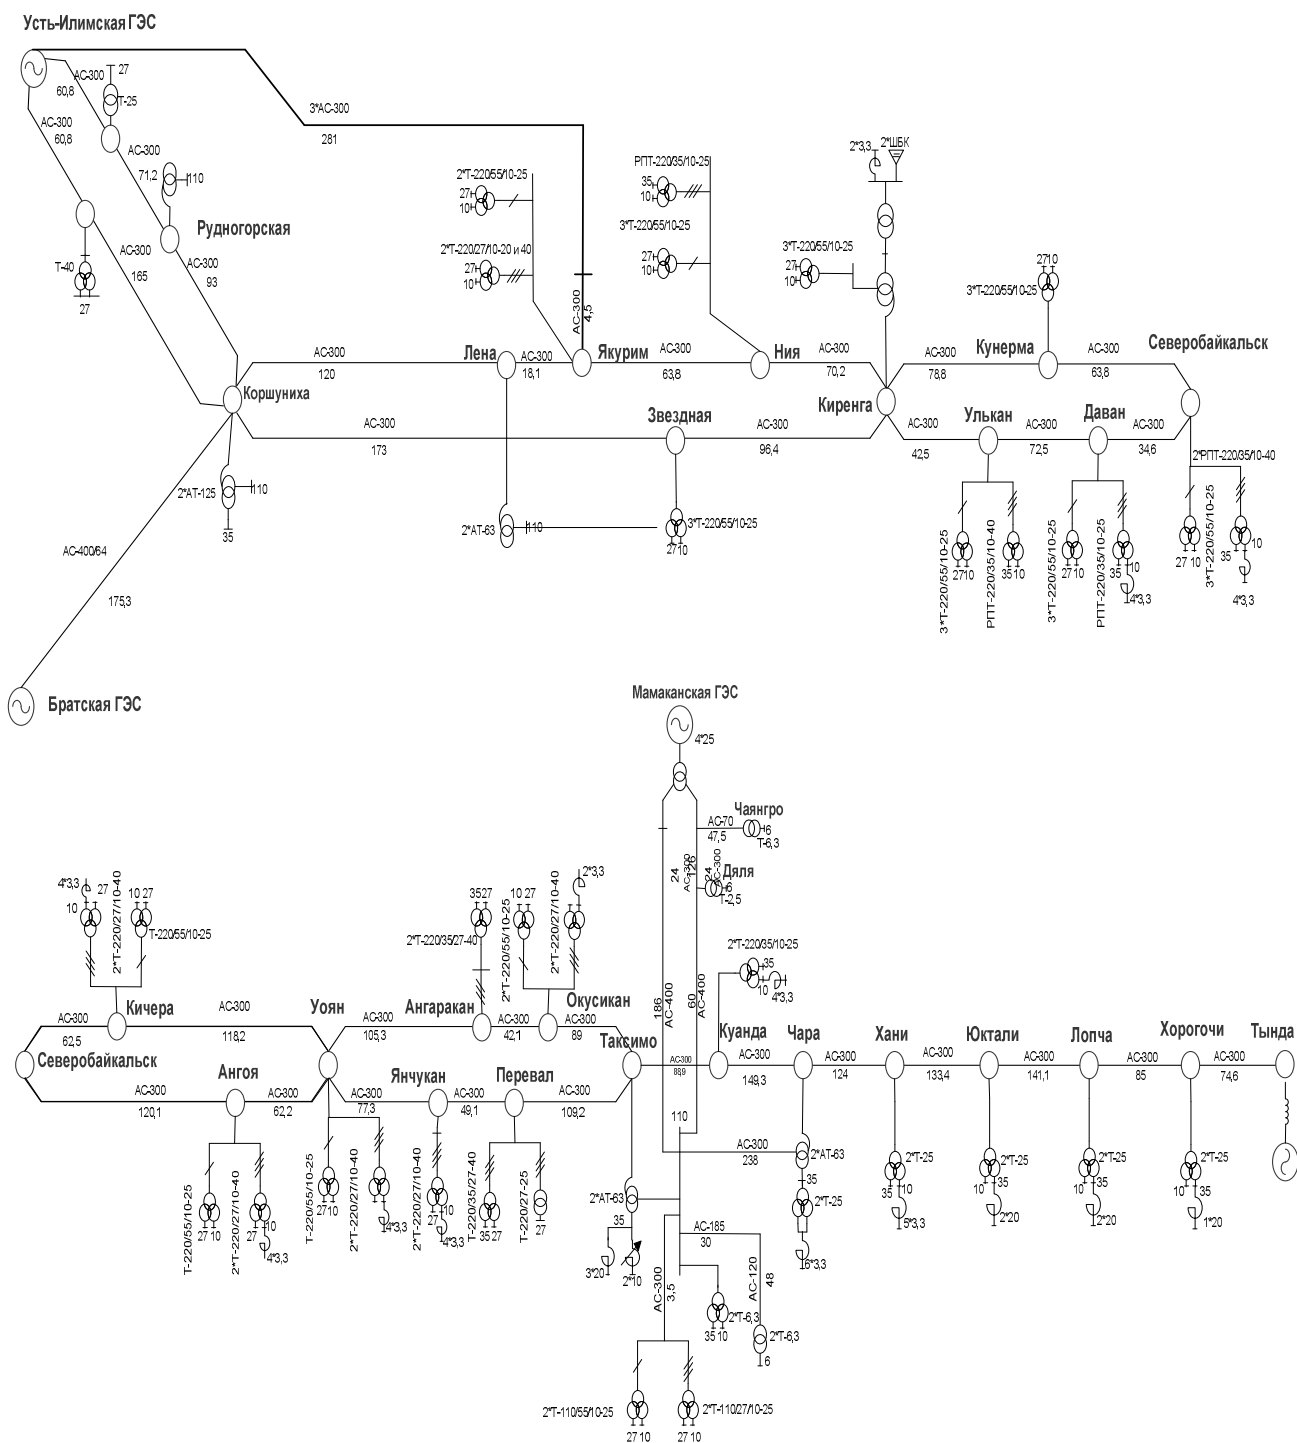 Усть-Илимская ГЭС
АС-300
60,8
27
Т-25
АС-300
60,8
АС-300
71,2
110
Рудногорская
3*АС-300
281
2*Т-220/55/10-25
27
10
2*Т-220/27/10-20 и 40
27
10
АС-300
4,5
РПТ-220/35/10-25
35
10
3*Т-220/55/10-25
27
10
2*3,3
2*ШБК
3*Т-220/55/10-25
27
10
2710
3*Т-220/55/10-25
Т-40
27
АС-300
165
АС-300
93
АС-300
120
Лена
АС-300
18,1
Якурим
АС-300
63,8
Ния
АС-300
70,2
АС-300
78,8
Кунерма
АС-300
63,8
Северобайкальск
Коршуниха
АС-300
173
Звездная
АС-300
96,4
Киренга
АС-300
42,5
Улькан
АС-300
72,5
Даван
АС-300
34,6
2*АТ-125
110
35
2*АТ-63
110
3*Т-220/55/10-25
2710
3*Т-220/55/10-25
2710
РПТ-220/35/10-40
35 10
3*Т-220/55/10-25
27 10
РПТ-220/35/10-25
35
10
4*3,3
2*РПТ-220/35/10-40
27 10
3*Т-220/55/10-25
35
10
4*3,3
АС-400/64
175,3
Братская ГЭС
Мамаканская ГЭС
4*25
Чаянгро
АС-70
47,5
6
Т-6,3
Дяля
6
Т-2,5
24
АС-300
126
24
АС-300
186
АС-400
60
АС-400
4*3,3
27
10
2*Т-220/27/10-40
10 27
Т-220/55/10-25
3527
2*Т-220/35/27-40
2*Т-220/55/10-25
10 27
2*Т-220/27/10-40
2*3,3
2*Т-220/35/10-25
35
10
4*3,3
Кичера
АС-300
62,5
АС-300
118,2
Уоян
АС-300
105,3
Ангаракан
АС-300
42,1
Окусикан
АС-300
89
Таксимо
АС-300
88,9
Куанда
АС-300
149,3
Чара
АС-300
124
Хани
АС-300
133,4
Юктали
АС-300
141,1
Лопча
АС-300
85
Хорогочи
АС-300
74,6
Тында
Северобайкальск
АС-300
120,1
Ангоя
АС-300
62,2
АС-300
77,3
Янчукан
АС-300
49,1
Перевал
АС-300
109,2
110
АС-300
238
2*АТ-63
35
2*Т-25
6*3,3
2*Т-25
35
10
5*3,3
2*Т-25
10
35
2*20
2*Т-25
10
35
2*20
2*Т-25
10
35
1*20
Т-220/5-5/10-25
27 10
2*Т-220/27/10-40
27
10
4*3,3
Т-220/55/10-25
27 10
2*Т-220/27/10-40
4*3,3
2*Т-220/27/10-40
27
10
4*3,3
Т-220/35/27-40
35 27
Т-220/27-25
27
2*АТ-63
35
3*20
2*10
АС-185
30
АС-120
48
АС-300
3,5
2*Т-6,3
35 10
2*Т-6,3
6
2*Т-110/55/10-25
27 10
2*Т-110/27/10-25
27 10